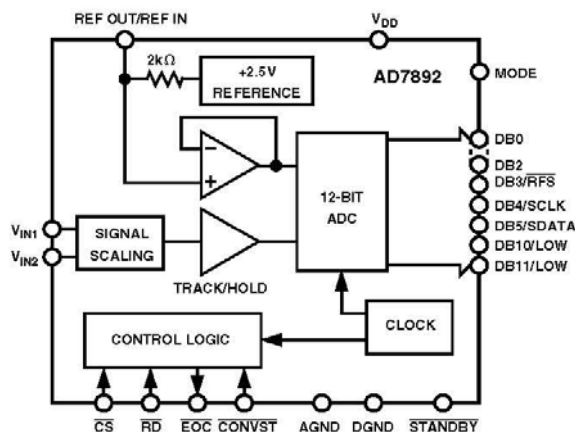 REF OUT/REF IN
VDD
2kΩ
+2.5V
REFERENCE
AD7892
MODE
DB0
DB2
DB3/RFS
DB4/SCLK
DB5/SDATA
DB10/LOW
DB11/LOW
12-BIT
ADC
VIN1
VIN2
SIGNAL
SCALING
TRACK/HOLD
CONTROL LOGIC
CLOCK
CS
RD
EOC
CONVST
AGND
DGND
STANDBY